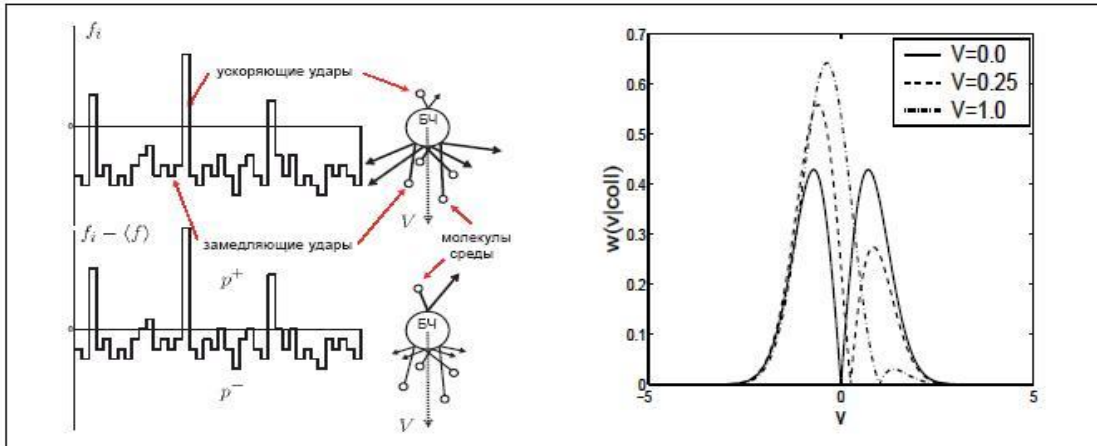 f_i
ускоряющие удары
БЧ
0
V
f_i − ⟨f⟩
замедляющие удары
молекулы
среды
p^+
БЧ
0
p^−
V
0.7
0.6
0.5
0.4
0.3
0.2
0.1
0
w(v|coll)
V=0.0
V=0.25
V=1.0
−5
0
5
V